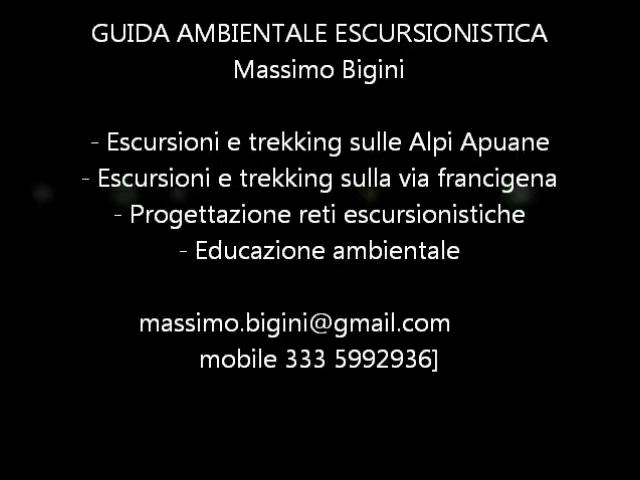 GUIDA AMBIENTALE ESCURSIONISTICA
Massimo Bigini
- Escursioni e trekking sulle Alpi Apuane
- Escursioni e trekking sulla via francigena
- Progettazione reti escursionistiche
- Educazione ambientale
massimo.bigini@gmail.com
mobile 333 5992936]